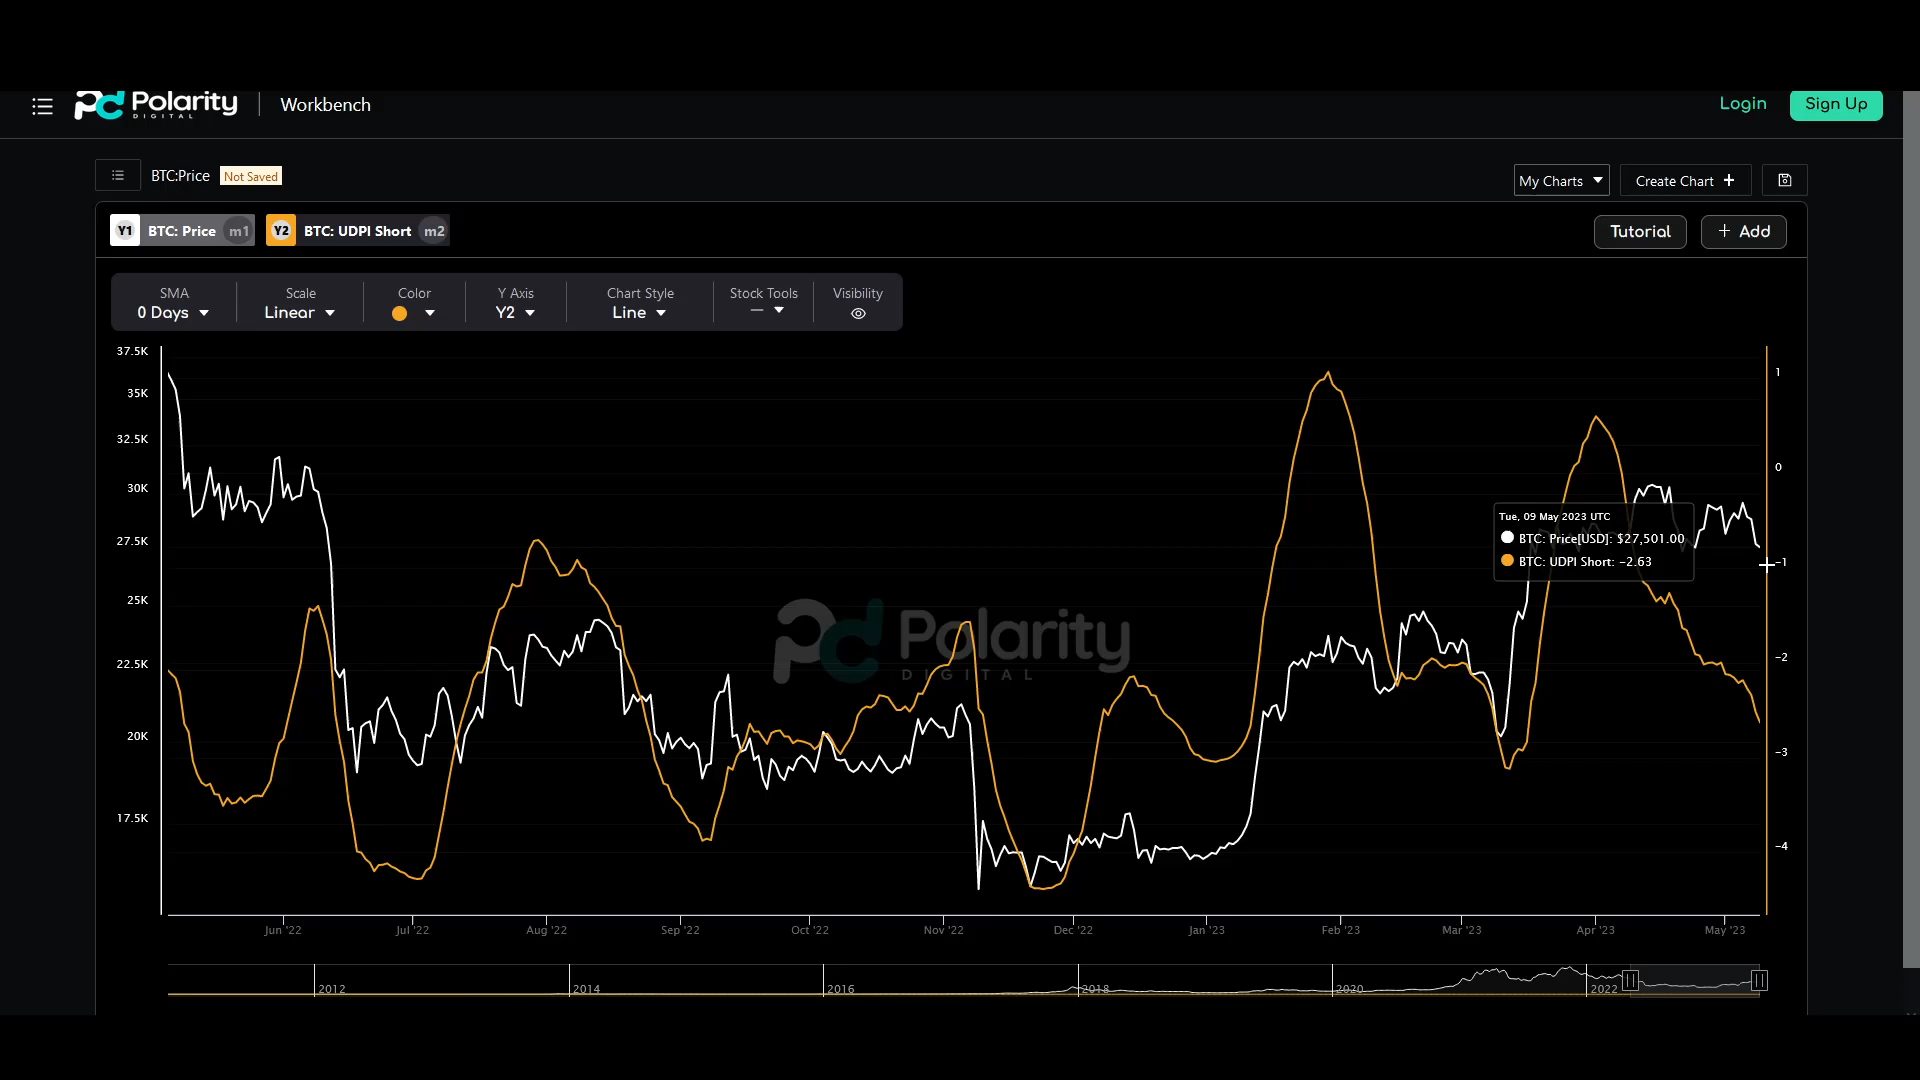 Polarity
DIGITAL
Workbench
Login
Sign Up
BTC:Price
Not Saved
My Charts
Create Chart +
Y1 BTC: Price m1
Y2 BTC: UDPI Short m2
Tutorial
+ Add
SMA
0 Days
Scale
Linear
Color
Y Axis
Y2
Chart Style
Line
Stock Tools
—
Visibility
37.5K
35K
32.5K
30K
27.5K
25K
22.5K
20K
17.5K
1
0
−1
−2
−3
−4
Tue, 09 May 2023 UTC
BTC: Price[USD]: $27,501.00
BTC: UDPI Short: −2.63
Polarity
DIGITAL
Jun '22
Jul '22
Aug '22
Sep '22
Oct '22
Nov '22
Dec '22
Jan '23
Feb '23
Mar '23
Apr '23
May '23
2012
2014
2016
2018
2020
2022